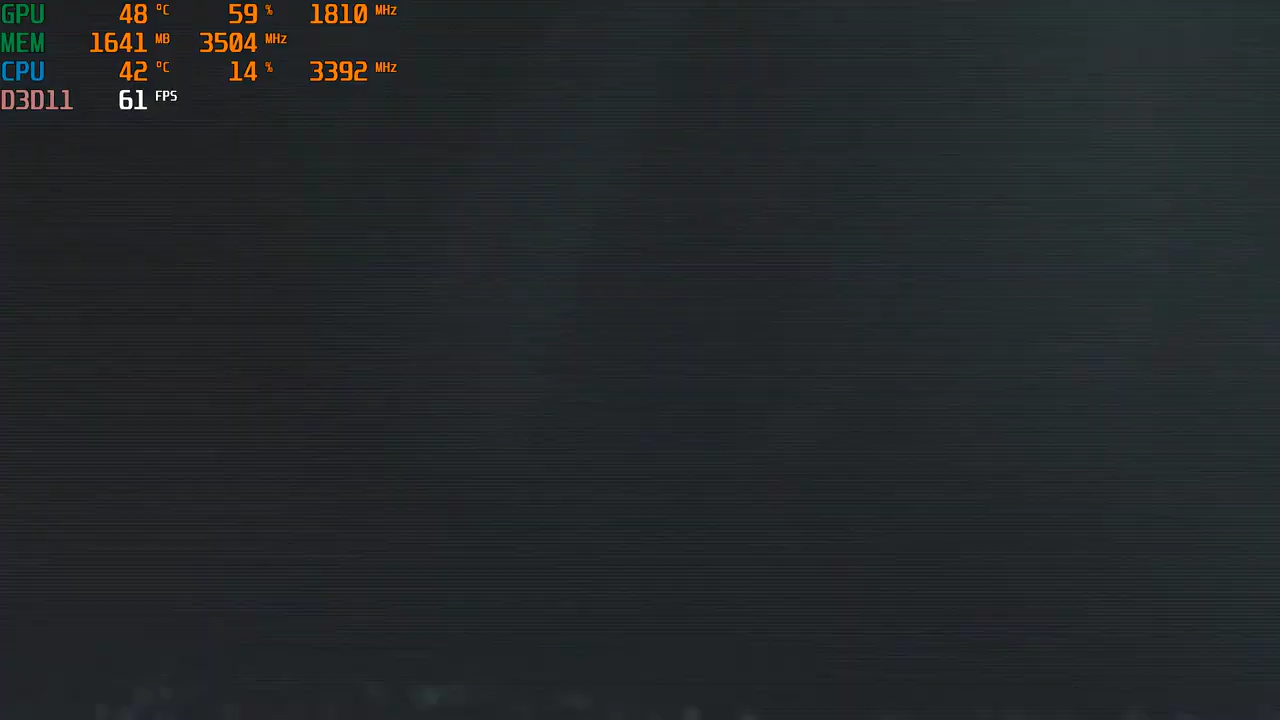 GPU 48 °C 59 % 1810 MHz
MEM 1641 MB 3504 MHz
CPU 42 °C 14 % 3392 MHz
D3D11 61 FPS